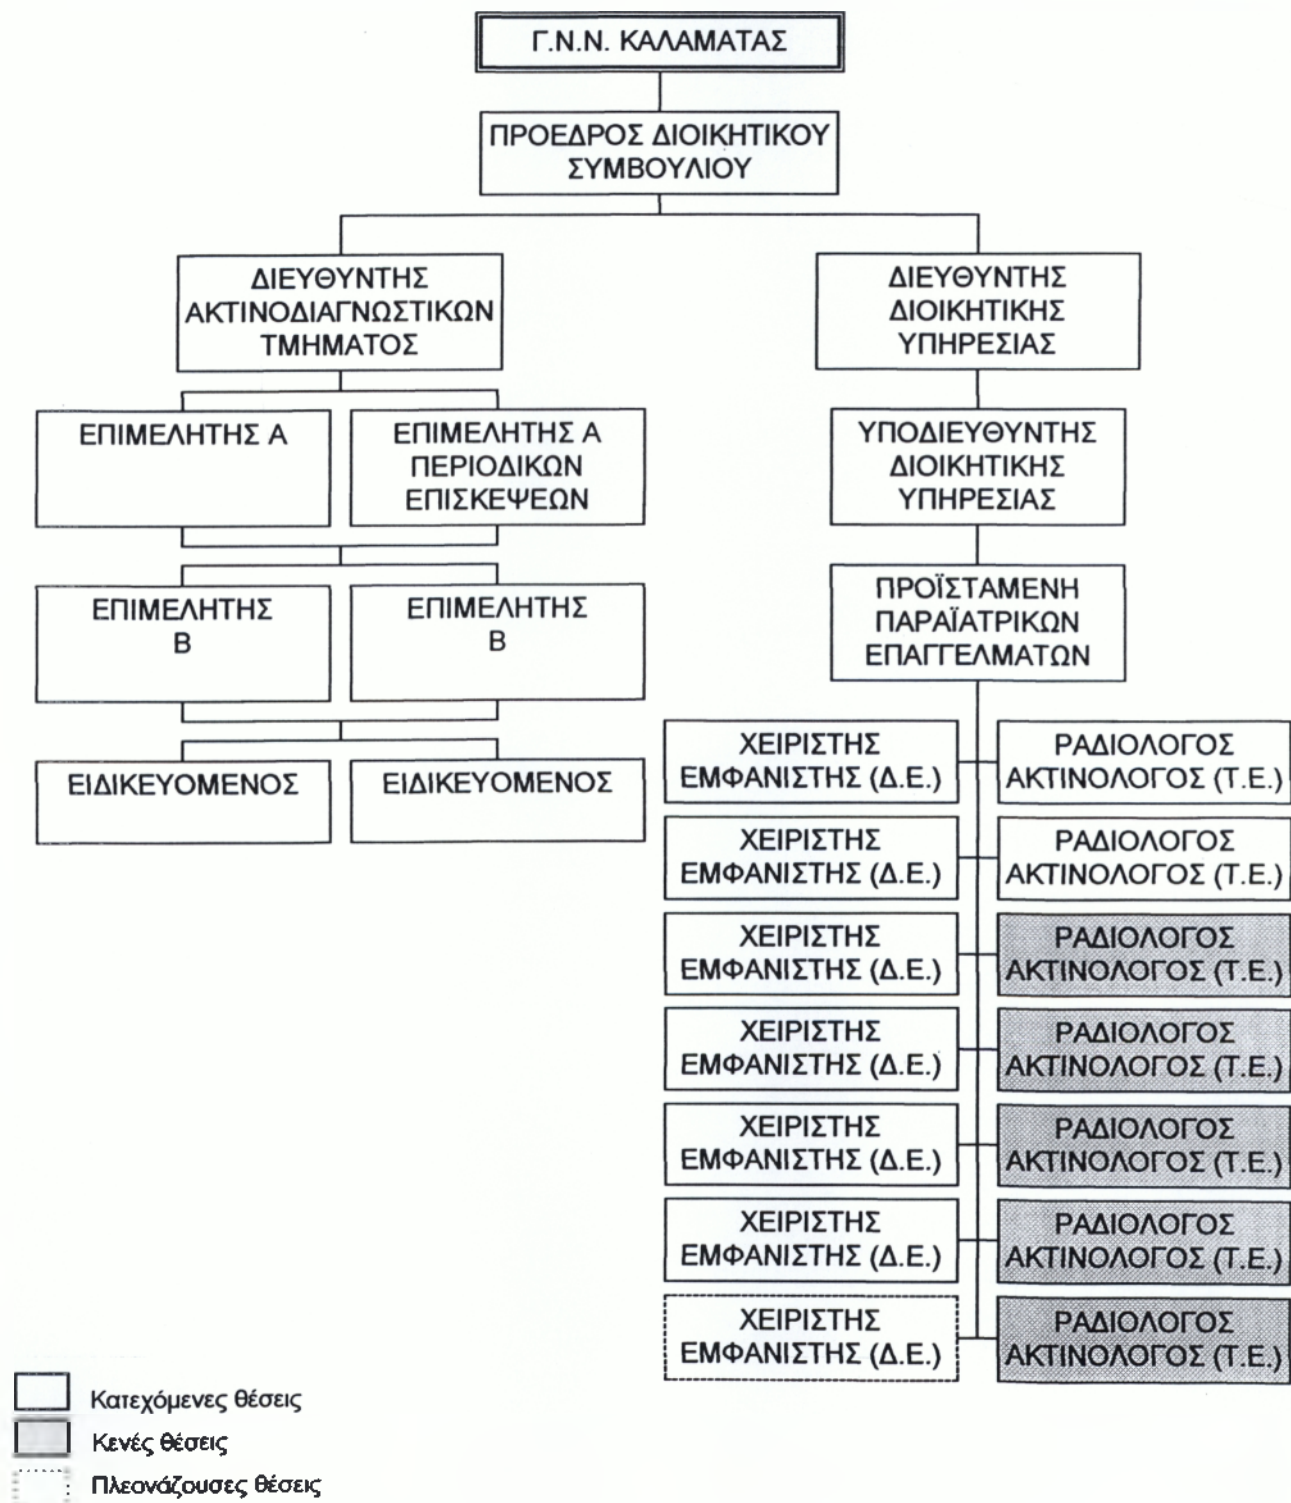 Γ.Ν.Ν. ΚΑΛΑΜΑΤΑΣ
ΠΡΟΕΔΡΟΣ ΔΙΟΙΚΗΤΙΚΟΥ
ΣΥΜΒΟΥΛΙΟΥ
ΔΙΕΥΘΥΝΤΗΣ
ΑΚΤΙΝΟΔΙΑΓΝΩΣΤΙΚΩΝ
ΤΜΗΜΑΤΟΣ
ΔΙΕΥΘΥΝΤΗΣ
ΔΙΟΙΚΗΤΙΚΗΣ
ΥΠΗΡΕΣΙΑΣ
ΕΠΙΜΕΛΗΤΗΣ Α
ΕΠΙΜΕΛΗΤΗΣ Α
ΠΕΡΙΟΔΙΚΩΝ
ΕΠΙΣΚΕΨΕΩΝ
ΥΠΟΔΙΕΥΘΥΝΤΗΣ
ΔΙΟΙΚΗΤΙΚΗΣ
ΥΠΗΡΕΣΙΑΣ
ΕΠΙΜΕΛΗΤΗΣ
Β
ΕΠΙΜΕΛΗΤΗΣ
Β
ΠΡΟΪΣΤΑΜΕΝΗ
ΠΑΡΑΪΑΤΡΙΚΩΝ
ΕΠΑΓΓΕΛΜΑΤΩΝ
ΕΙΔΙΚΕΥΟΜΕΝΟΣ
ΕΙΔΙΚΕΥΟΜΕΝΟΣ
ΧΕΙΡΙΣΤΗΣ
ΕΜΦΑΝΙΣΤΗΣ (Δ.Ε.)
ΡΑΔΙΟΛΟΓΟΣ
ΑΚΤΙΝΟΛΟΓΟΣ (Τ.Ε.)
ΧΕΙΡΙΣΤΗΣ
ΕΜΦΑΝΙΣΤΗΣ (Δ.Ε.)
ΡΑΔΙΟΛΟΓΟΣ
ΑΚΤΙΝΟΛΟΓΟΣ (Τ.Ε.)
ΧΕΙΡΙΣΤΗΣ
ΕΜΦΑΝΙΣΤΗΣ (Δ.Ε.)
ΡΑΔΙΟΛΟΓΟΣ
ΑΚΤΙΝΟΛΟΓΟΣ (Τ.Ε.)
ΧΕΙΡΙΣΤΗΣ
ΕΜΦΑΝΙΣΤΗΣ (Δ.Ε.)
ΡΑΔΙΟΛΟΓΟΣ
ΑΚΤΙΝΟΛΟΓΟΣ (Τ.Ε.)
ΧΕΙΡΙΣΤΗΣ
ΕΜΦΑΝΙΣΤΗΣ (Δ.Ε.)
ΡΑΔΙΟΛΟΓΟΣ
ΑΚΤΙΝΟΛΟΓΟΣ (Τ.Ε.)
ΧΕΙΡΙΣΤΗΣ
ΕΜΦΑΝΙΣΤΗΣ (Δ.Ε.)
ΡΑΔΙΟΛΟΓΟΣ
ΑΚΤΙΝΟΛΟΓΟΣ (Τ.Ε.)
ΧΕΙΡΙΣΤΗΣ
ΕΜΦΑΝΙΣΤΗΣ (Δ.Ε.)
ΡΑΔΙΟΛΟΓΟΣ
ΑΚΤΙΝΟΛΟΓΟΣ (Τ.Ε.)
Κατεχόμενες θέσεις
Κενές θέσεις
Πλεονάζουσες θέσεις